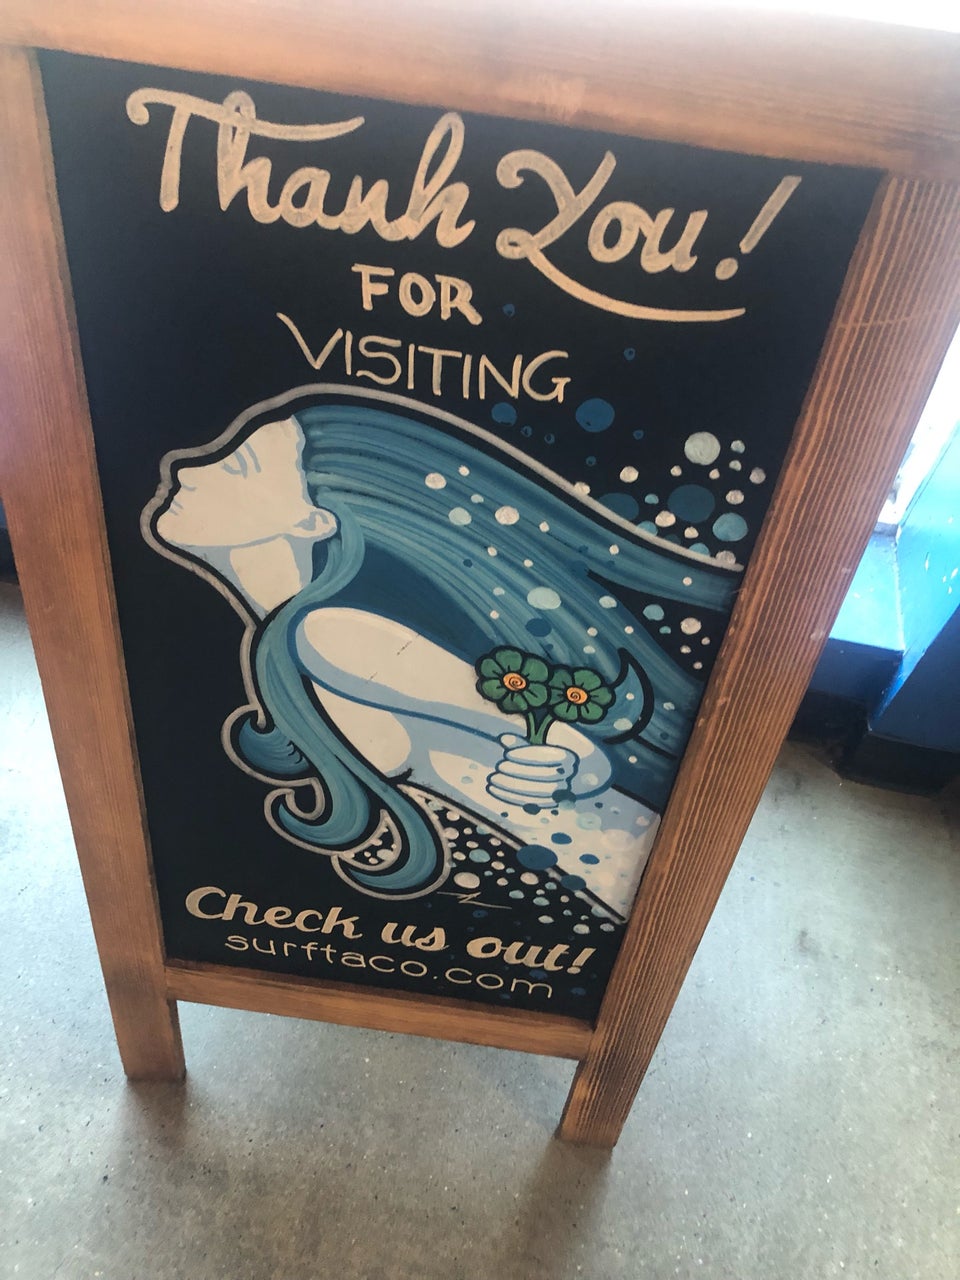 Thank You!
FOR
VISITING
Check us out!
surftaco.com